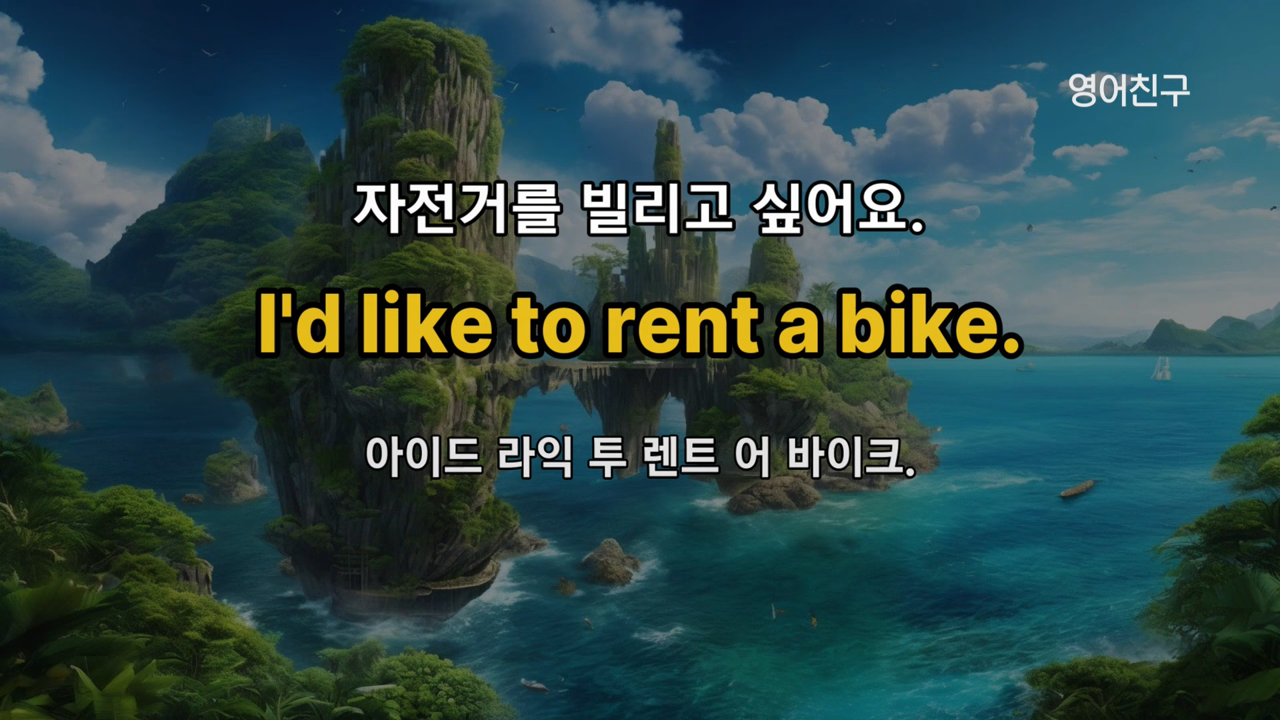 영어친구
자전거를 빌리고 싶어요.
I'd like to rent a bike.
아이드 라익 투 렌트 어 바이크.